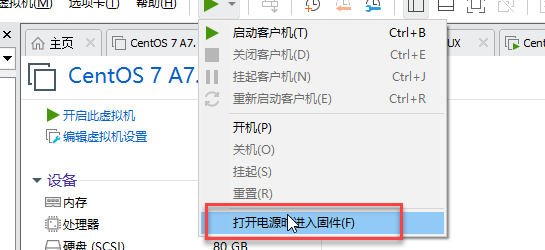 虚拟机(M) 选项卡(T) 帮助(H)
主页 CentOS 7 A7. UX Cent
CentOS 7 A7.
开启此虚拟机
编辑虚拟机设置
设备
内存
处理器
硬盘 (SCSI) 80 GB
启动客户机(T) Ctrl+B
关闭客户机(D) Ctrl+E
挂起客户机(N) Ctrl+J
重新启动客户机(E) Ctrl+R
开机(P)
关机(O)
挂起(S)
重置(R)
打开电源时进入固件(F)